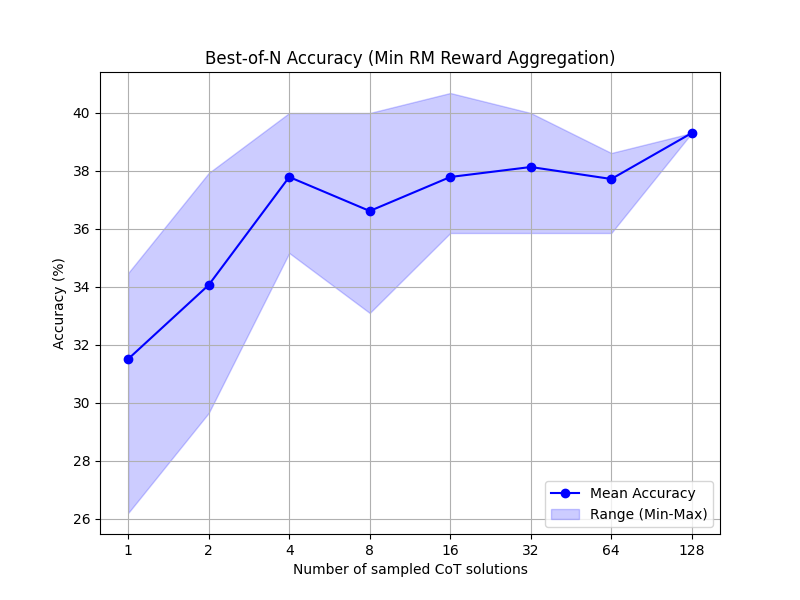 Best-of-N Accuracy (Min RM Reward Aggregation)
Accuracy (%)
40
38
36
34
32
30
28
26
1 2 4 8 16 32 64 128
Number of sampled CoT solutions
Mean Accuracy
Range (Min-Max)